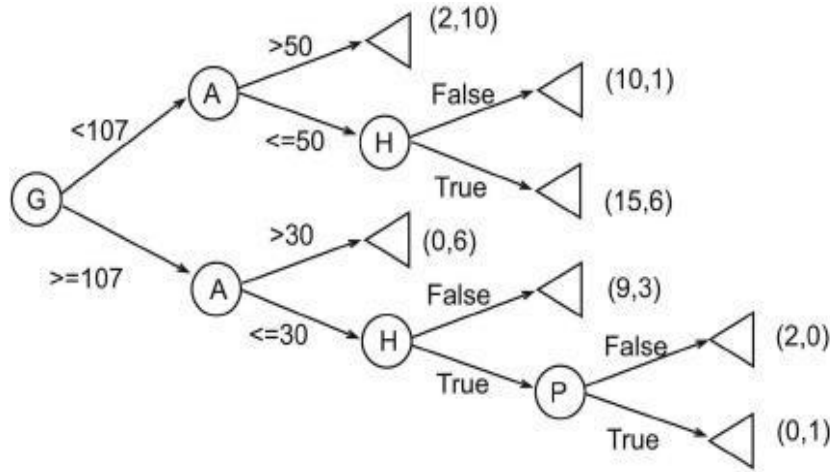 >50
(2,10)
A
False
(10,1)
<107
<=50
H
True
(15,6)
G
>30
(0,6)
>=107
A
False
(9,3)
<=30
H
False
(2,0)
True
P
True
(0,1)